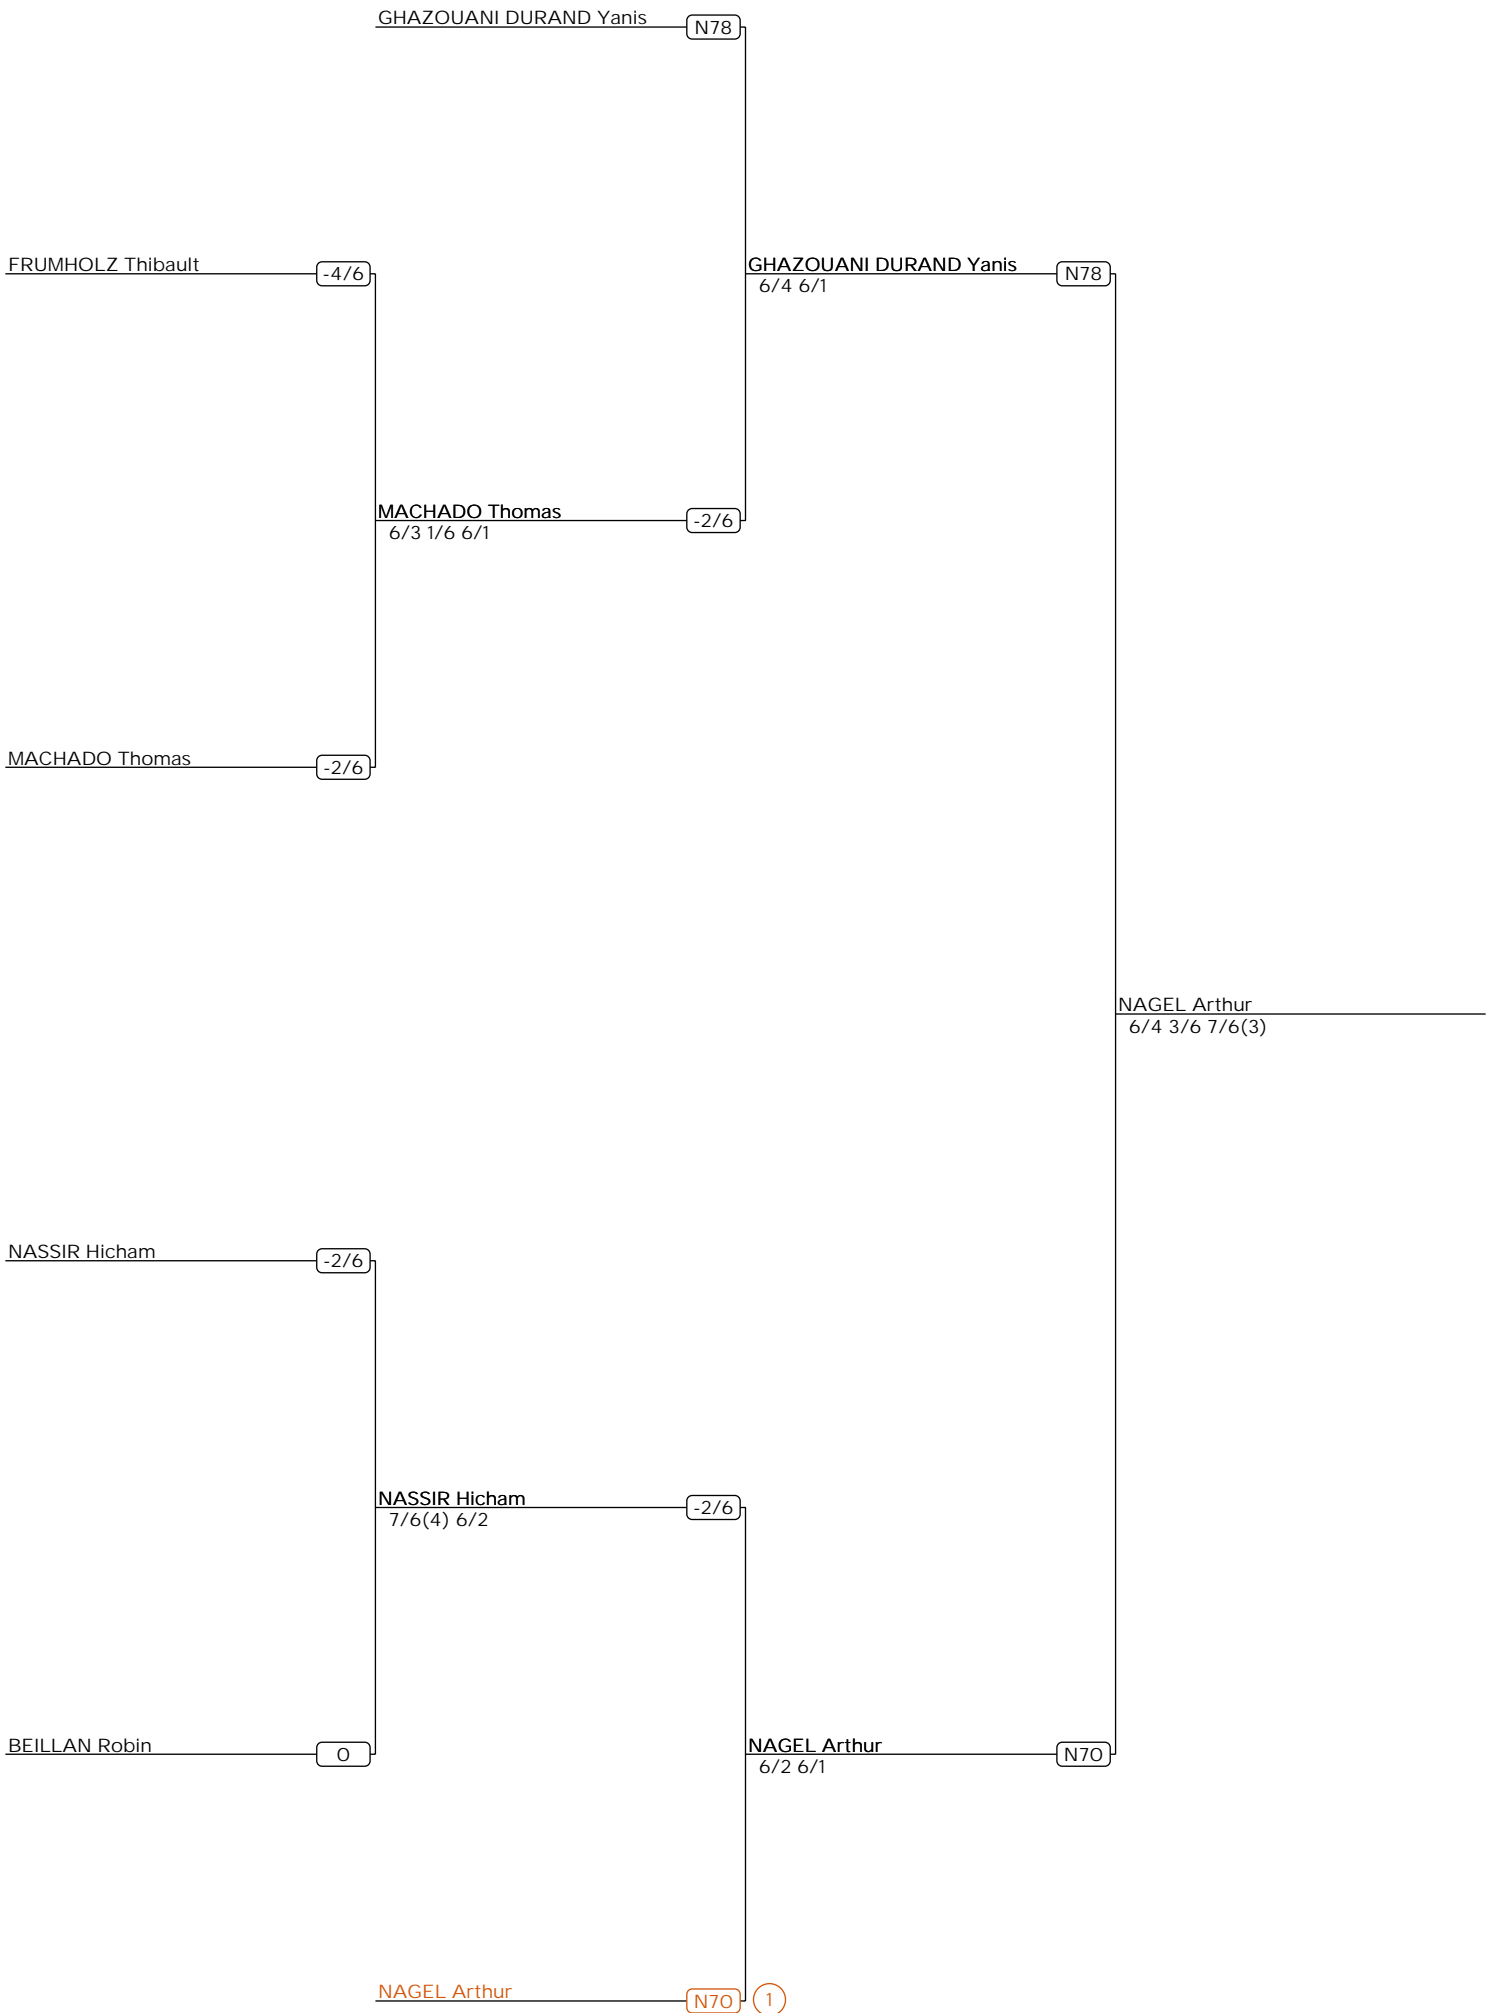 GHAZOUANI DURAND Yanis N78
FRUMHOLZ Thibault -4/6
GHAZOUANI DURAND Yanis N78
6/4 6/1
MACHADO Thomas -2/6
6/3 1/6 6/1
MACHADO Thomas -2/6
NAGEL Arthur
6/4 3/6 7/6(3)
NASSIR Hicham -2/6
NASSIR Hicham -2/6
7/6(4) 6/2
BEILLAN Robin 0
NAGEL Arthur N70
6/2 6/1
NAGEL Arthur N70 1